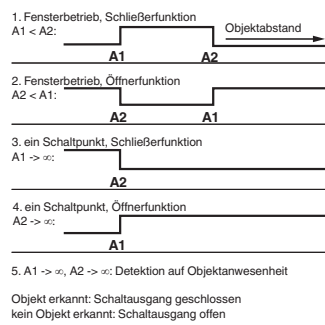 1. Fensterbetrieb, Schließerfunktion
A1 < A2:
Objektabstand
A1
A2
2. Fensterbetrieb, Öffnerfunktion
A2 < A1:
A2
A1
3. ein Schaltpunkt, Schließerfunktion
A1 -> ∞:
A2
4. ein Schaltpunkt, Öffnerfunktion
A2 -> ∞:
A1
5. A1 -> ∞, A2 -> ∞: Detektion auf Objektanwesenheit
Objekt erkannt: Schaltausgang geschlossen
kein Objekt erkannt: Schaltausgang offen